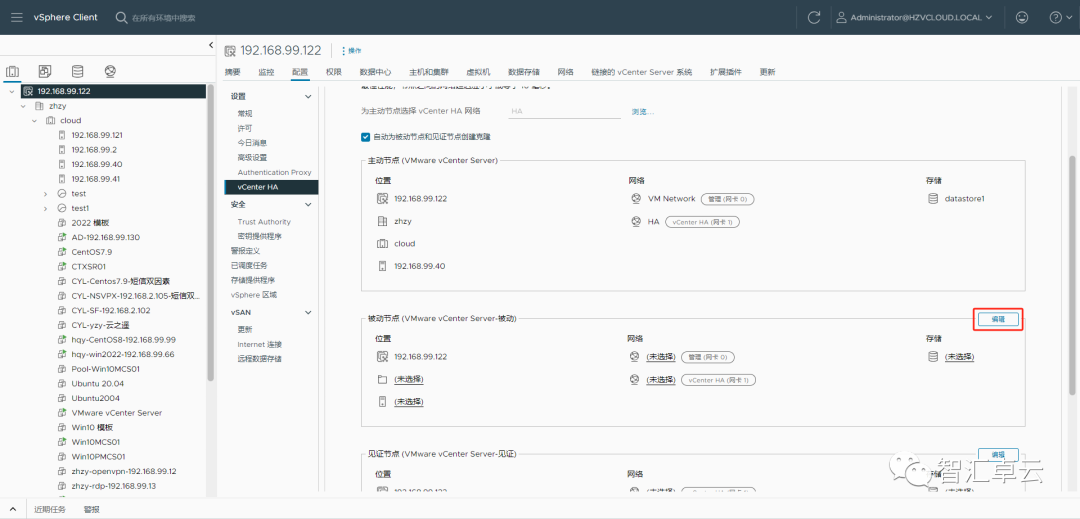 vSphere Client
在所有环境中搜索
Administrator@HZVCLOUD.LOCAL
192.168.99.122
操作
摘要 监控 配置 权限 数据中心 主机和集群 虚拟机 数据存储 网络 链接的 vCenter Server 系统 扩展插件 更新
192.168.99.122
zhzy
cloud
192.168.99.121
192.168.99.2
192.168.99.40
192.168.99.41
test
test1
2022 模板
AD-192.168.99.130
CentOS7.9
CTXSR01
CYL-Centos7.9-短信双因素
CYL-NSVPX-192.168.2.105-短信双...
CYL-SF-192.168.2.102
CYL-yzy-云之遥
hqy-CentOS8-192.168.99.99
hqy-win2022-192.168.99.66
Pool-Win10MCS01
Ubuntu 20.04
Ubuntu2004
VMware vCenter Server
Win10 模板
Win10MCS01
Win10PMCS01
zhzy-openvpn-192.168.99.12
zhzy-rdp-192.168.99.13
设置
常规
许可
今日消息
高级设置
Authentication Proxy
vCenter HA
安全
Trust Authority
密钥提供程序
警报定义
已调度任务
存储提供程序
vSphere 区域
vSAN
更新
Internet 连接
远程数据存储
为主动节点选择 vCenter HA 网络 HA 浏览...
自动为被动节点和见证节点创建克隆
主动节点 (VMware vCenter Server)
位置 网络 存储
192.168.99.122 VM Network 管理 (网卡 0) datastore1
zhzy HA vCenter HA (网卡 1)
cloud
192.168.99.40
被动节点 (VMware vCenter Server-被动) 编辑
位置 网络 存储
192.168.99.122 (未选择) 管理 (网卡 0) (未选择)
(未选择) (未选择) vCenter HA (网卡 1)
(未选择)
见证节点 (VMware vCenter Server-见证) 编辑
位置 网络 存储
智汇卓云
近期任务 警报